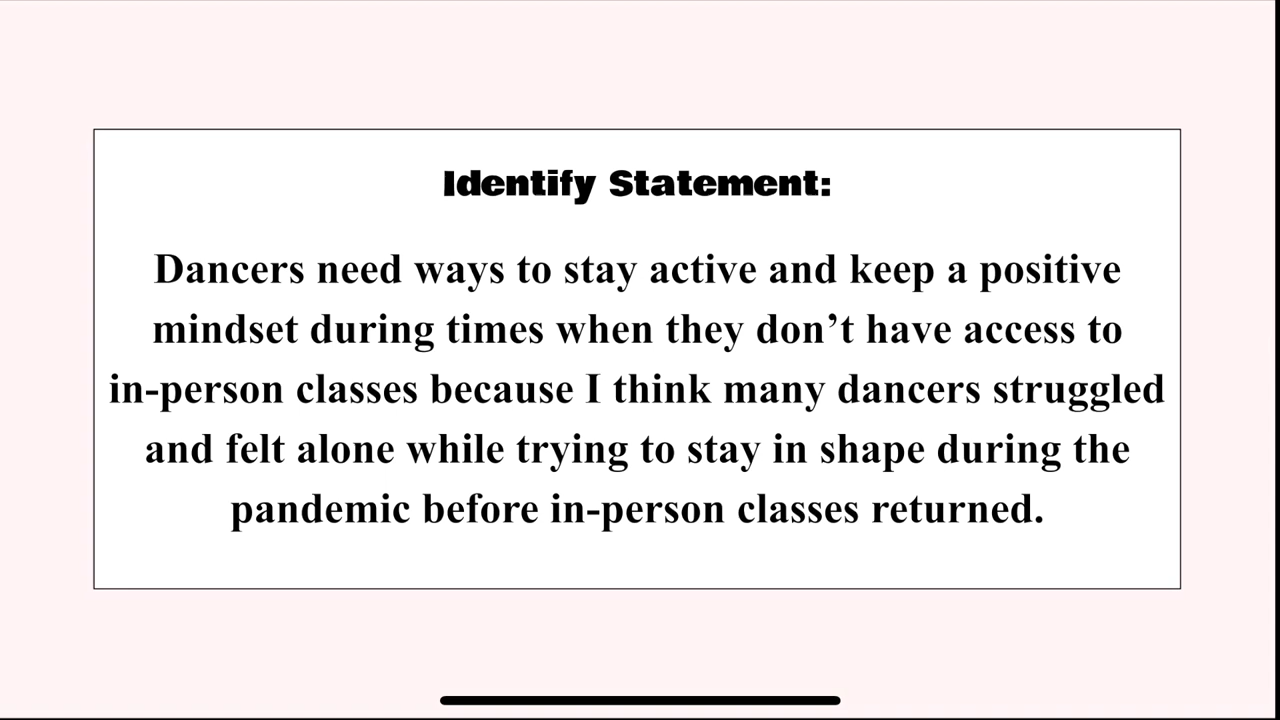 Identify Statement:
Dancers need ways to stay active and keep a positive
mindset during times when they don’t have access to
in-person classes because I think many dancers struggled
and felt alone while trying to stay in shape during the
pandemic before in-person classes returned.